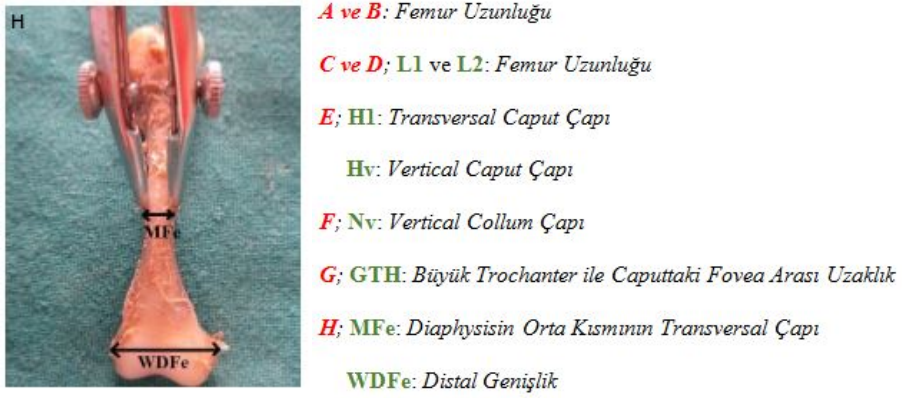 H
MFe
WDFe
A ve B: Femur Uzunluğu
C ve D; L1 ve L2: Femur Uzunluğu
E; H1: Transversal Caput Çapı
Hv: Vertical Caput Çapı
F; Nv: Vertical Collum Çapı
G; GTH: Büyük Trochanter ile Caputtaki Fovea Arası Uzaklık
H; MFe: Diaphysisin Orta Kısmının Transversal Çapı
WDFe: Distal Genişlik